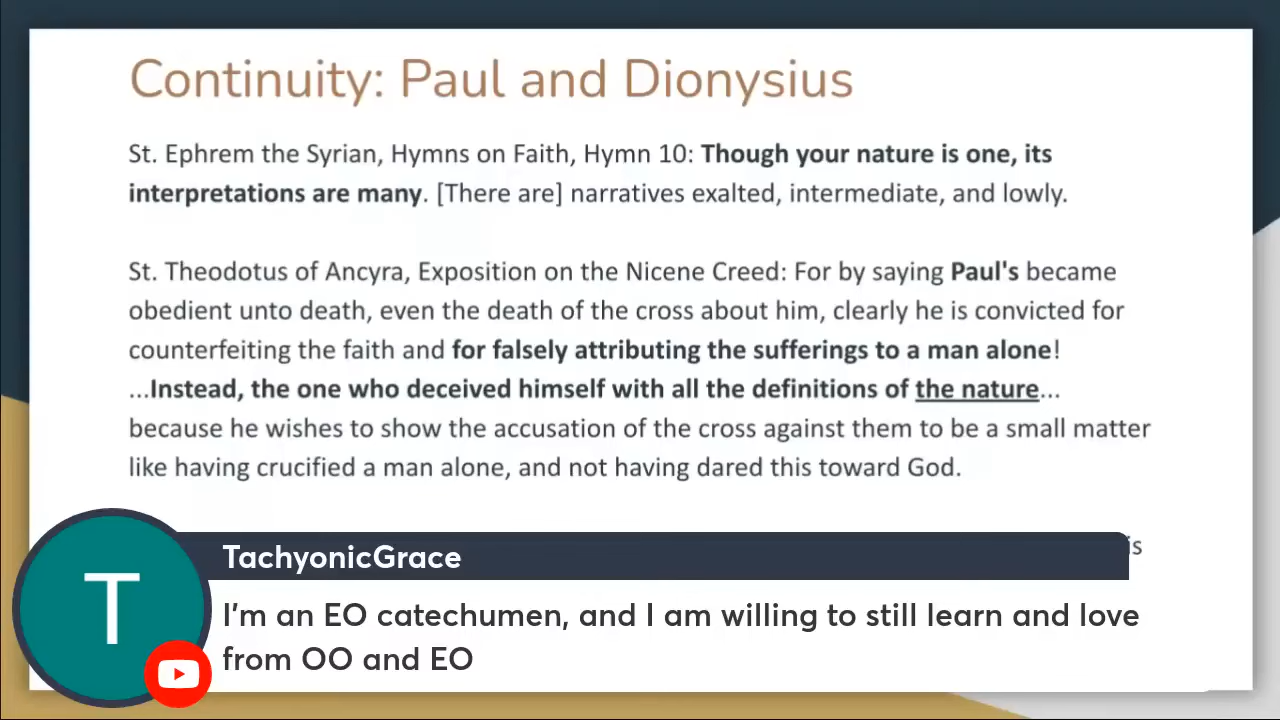 Continuity: Paul and Dionysius
St. Ephrem the Syrian, Hymns on Faith, Hymn 10: Though your nature is one, its
interpretations are many. [There are] narratives exalted, intermediate, and lowly.
St. Theodotus of Ancyra, Exposition on the Nicene Creed: For by saying Paul's became
obedient unto death, even the death of the cross about him, clearly he is convicted for
counterfeiting the faith and for falsely attributing the sufferings to a man alone!
...Instead, the one who deceived himself with all the definitions of the nature...
because he wishes to show the accusation of the cross against them to be a small matter
like having crucified a man alone, and not having dared this toward God.
is
T
TachyonicGrace
I'm an EO catechumen, and I am willing to still learn and love
from OO and EO